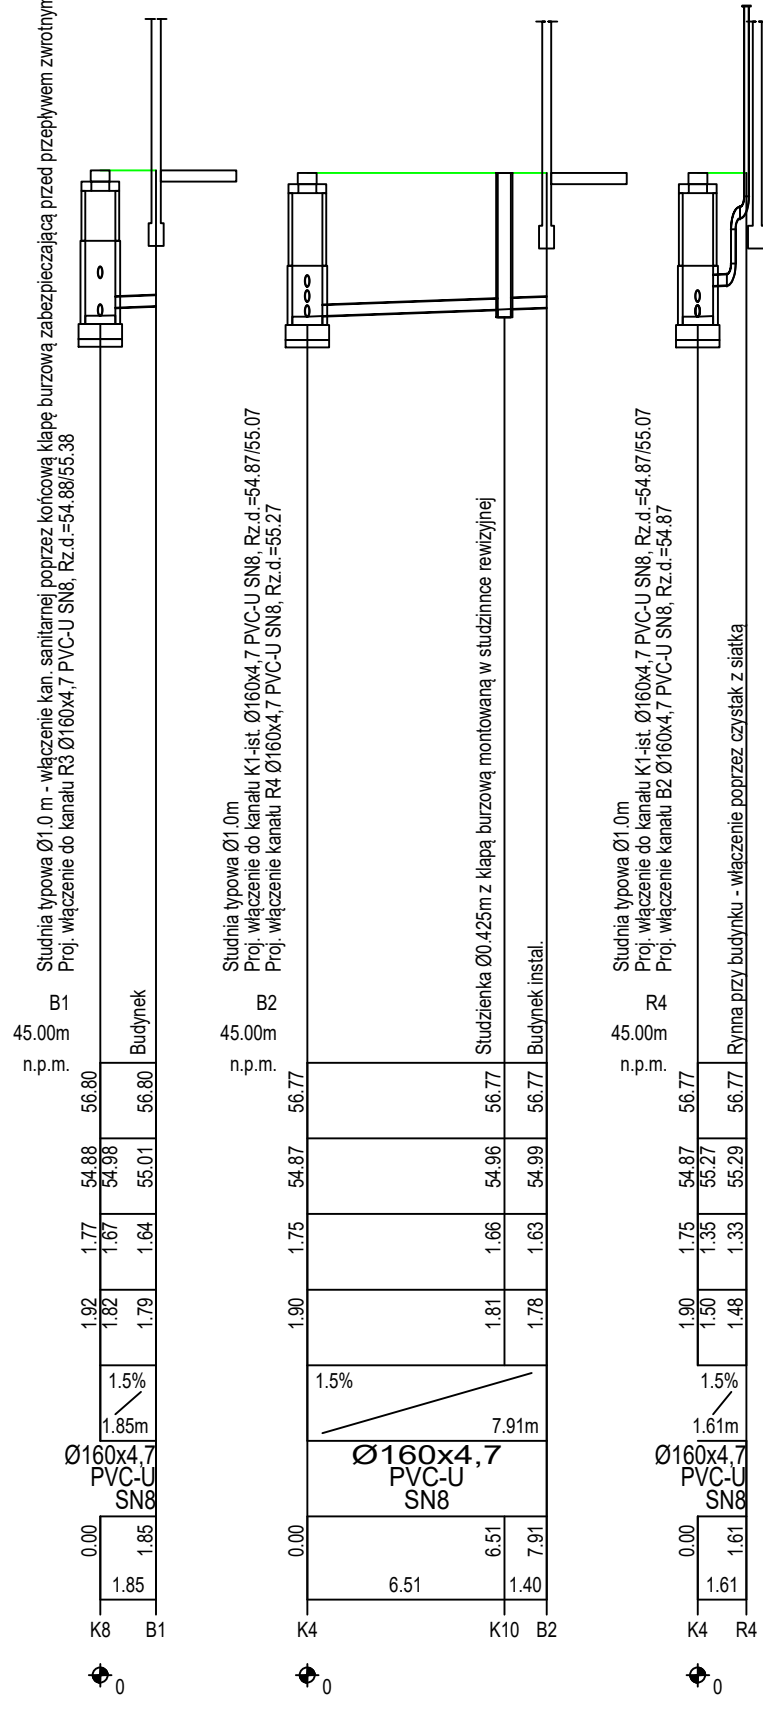 Studnia typowa Ø1.0 m - włączenie kan. sanitarnej poprzez końcową klapę burzową zabezpieczającą przed przepływem zwrotnym
Proj. włączenie do kanału R3 Ø160x4,7 PVC-U SN8, Rz.d.=54.88/55.38
Budynek
B1
45.00m
n.p.m.
56.80
56.80
54.88
54.98
55.01
1.77
1.67
1.64
1.92
1.82
1.79
1.5%
1.85m
Ø160x4,7
PVC-U
SN8
0.00
1.85
1.85
K8
B1
0
Studnia typowa Ø1.0m
Proj. włączenie do kanału K1-ist. Ø160x4,7 PVC-U SN8, Rz.d.=54.87/55.07
Proj. włączenie kanału R4 Ø160x4,7 PVC-U SN8, Rz.d.=55.27
Studzienka Ø0.425m z klapą burzową montowaną w studzinnce rewizyjnej
Budynek instal.
B2
45.00m
n.p.m.
56.77
56.77
56.77
54.87
54.96
54.99
1.75
1.66
1.63
1.90
1.81
1.78
1.5%
7.91m
Ø160x4,7
PVC-U
SN8
0.00
6.51
7.91
6.51
1.40
K4
K10
B2
0
Studnia typowa Ø1.0m
Proj. włączenie do kanału K1-ist. Ø160x4,7 PVC-U SN8, Rz.d.=54.87/55.07
Proj. włączenie kanału B2 Ø160x4,7 PVC-U SN8, Rz.d.=54.87
Rynna przy budynku - włączenie poprzez czystak z siatką
R4
45.00m
n.p.m.
56.77
56.77
54.87
55.27
55.29
1.75
1.35
1.33
1.90
1.50
1.48
1.5%
1.61m
Ø160x4,7
PVC-U
SN8
0.00
1.61
1.61
K4
R4
0